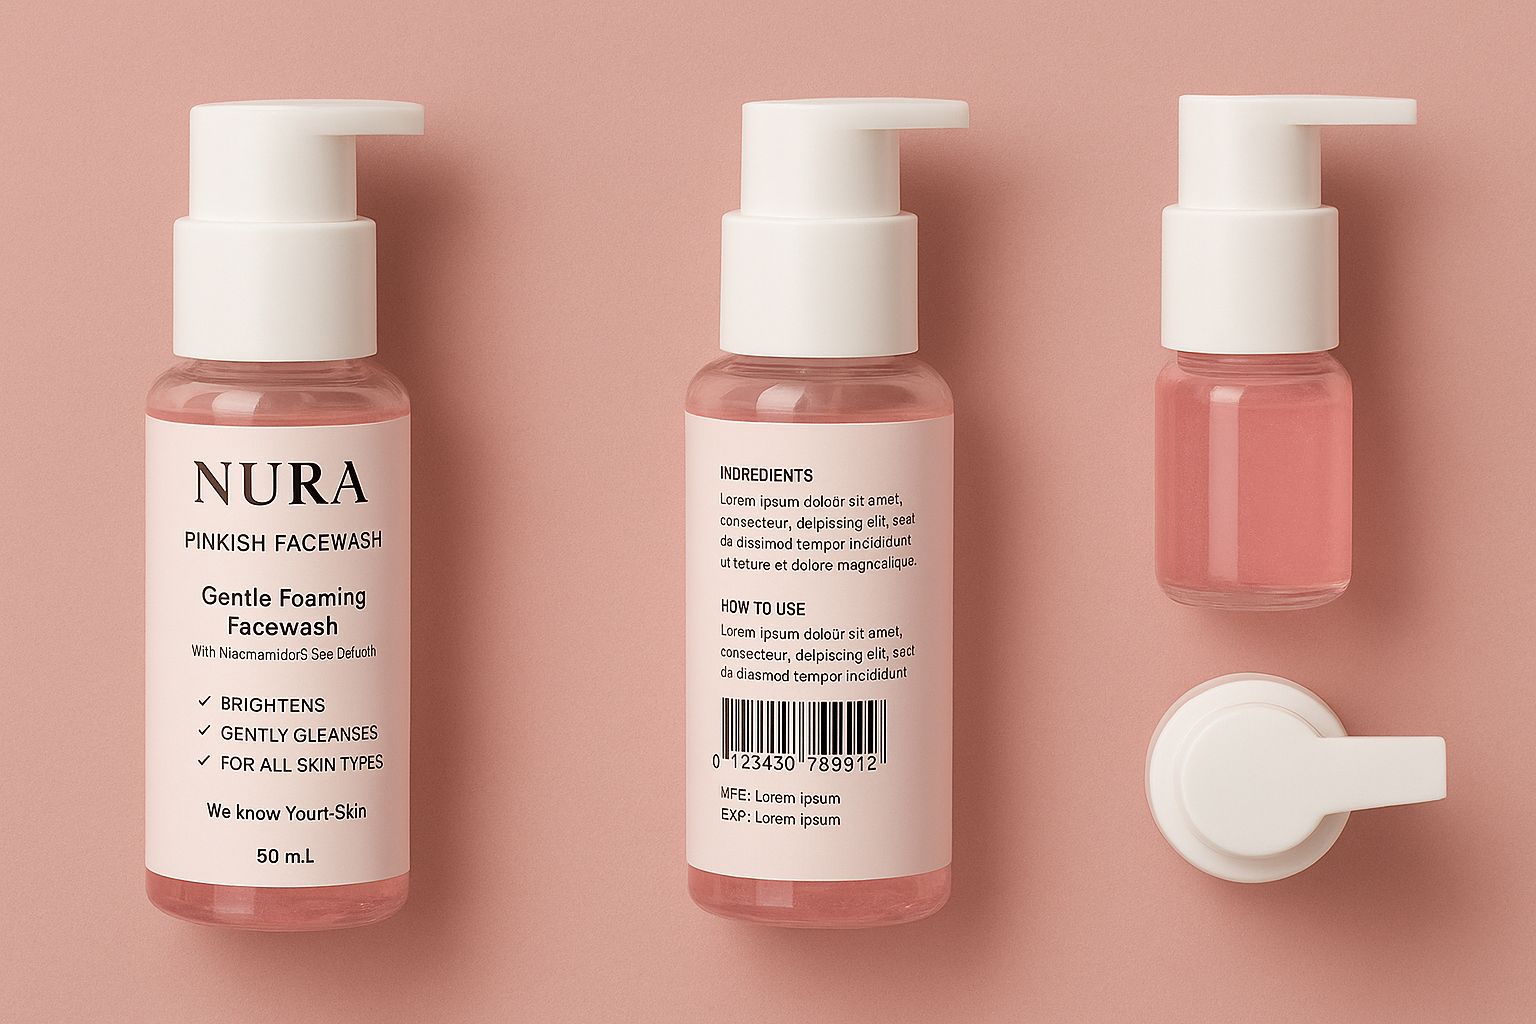 NURA
PINKISH FACEWASH
Gentle Foaming
Facewash
With NiacmamidorS See Defuoth
✓ BRIGHTENS
✓ GENTLY GLEANSES
✓ FOR ALL SKIN TYPES
We know Yourt-Skin
50 m.L
INDREDIENTS
Lorem ipsum doloör sit amet,
consecteur, delpissing elit, seat
da dissimod tempor incididunt
ut teture et dolore magncalique.
HOW TO USE
Lorem ipsum doloür sit amet,
consecteur, delpiscing elit, sect
da diasmod tempor incididunt
0 123430 789912
MFE: Lorem ipsum
EXP: Lorem ipsum